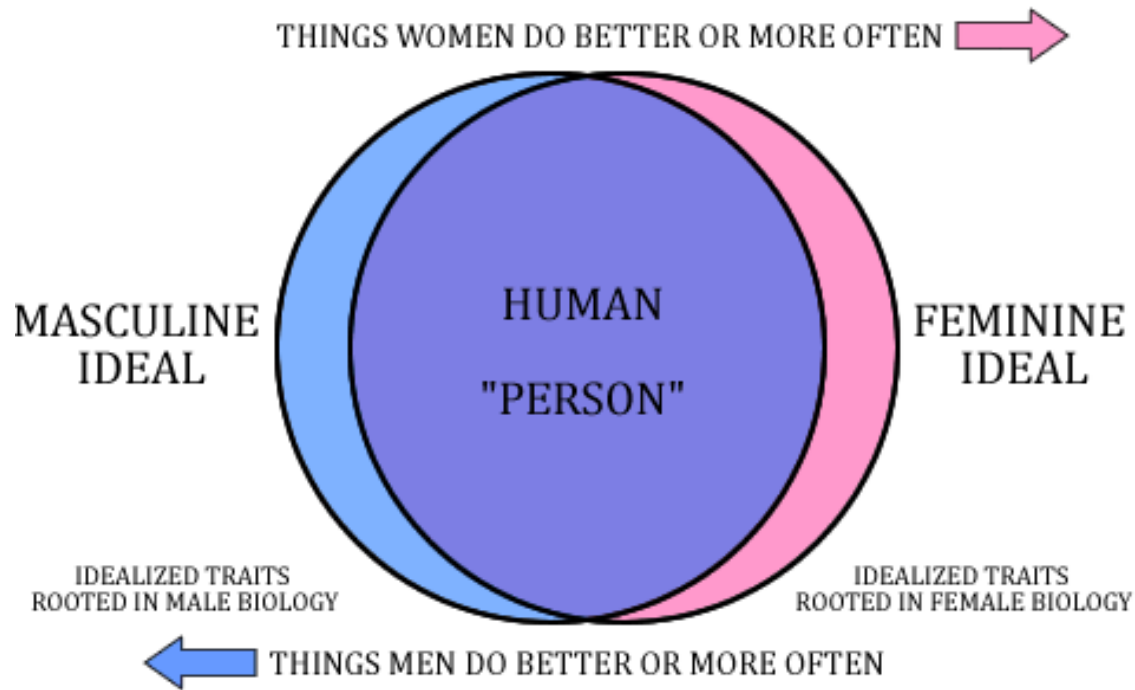 THINGS WOMEN DO BETTER OR MORE OFTEN
HUMAN
"PERSON"
MASCULINE
IDEAL
FEMININE
IDEAL
IDEALIZED TRAITS
ROOTED IN MALE BIOLOGY
IDEALIZED TRAITS
ROOTED IN FEMALE BIOLOGY
THINGS MEN DO BETTER OR MORE OFTEN